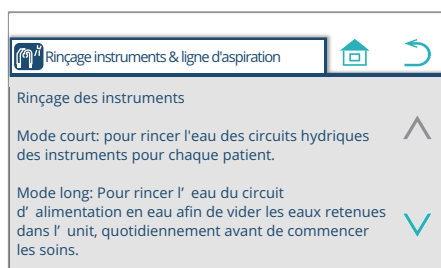 Rinçage instruments & ligne d'aspiration
Rinçage des instruments
Mode court: pour rincer l'eau des circuits hydriques
des instruments pour chaque patient.
Mode long: Pour rincer l’ eau du circuit
d’ alimentation en eau afin de vider les eaux retenues
dans l’ unit, quotidiennement avant de commencer
les soins.